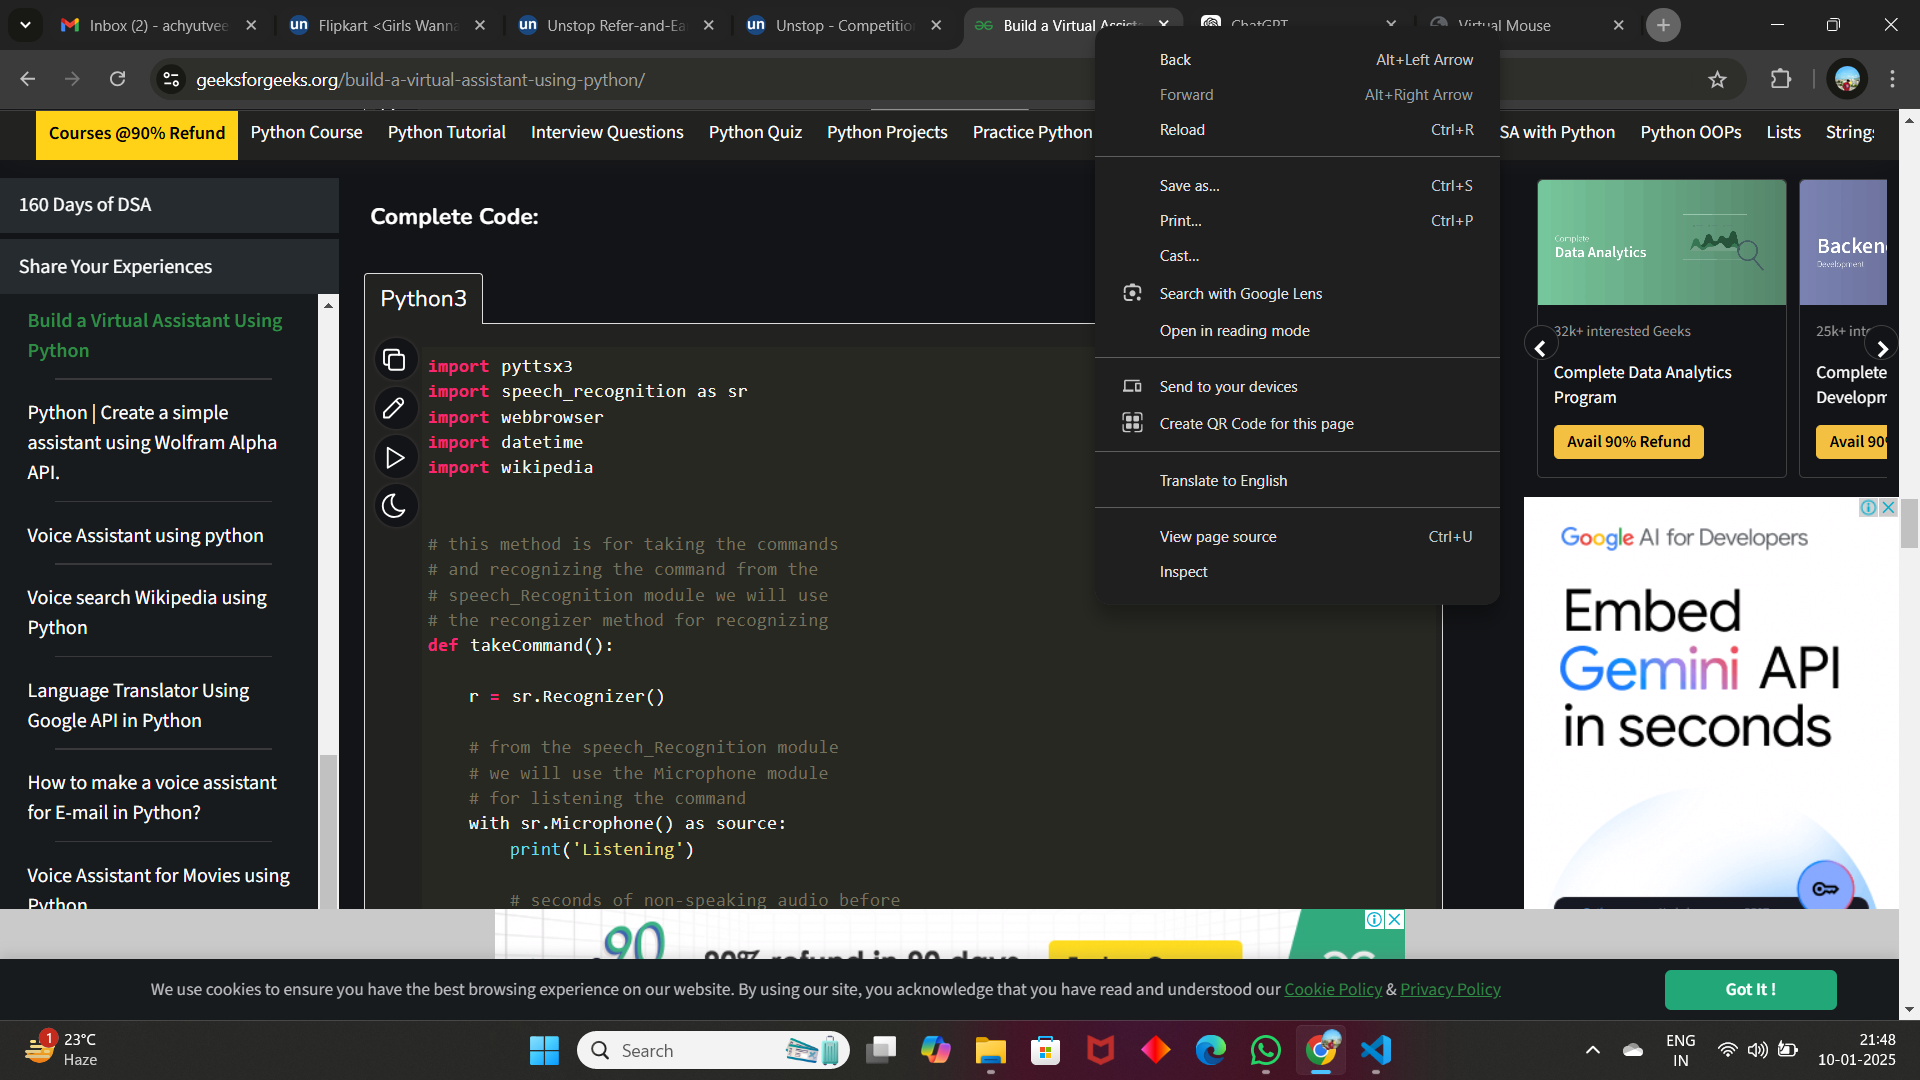 Inbox (2) - achyutvee
Flipkart <Girls Wanna
Unstop Refer-and-Ea
Unstop - Competitio
Build a Virtual Assist
ChatGPT
Virtual Mouse
geeksforgeeks.org/build-a-virtual-assistant-using-python/
Courses @90% Refund
Python Course
Python Tutorial
Interview Questions
Python Quiz
Python Projects
Practice Python
SA with Python
Python OOPs
Lists
Strings
160 Days of DSA
Share Your Experiences
Build a Virtual Assistant Using
Python
Python | Create a simple
assistant using Wolfram Alpha
API.
Voice Assistant using python
Voice search Wikipedia using
Python
Language Translator Using
Google API in Python
How to make a voice assistant
for E-mail in Python?
Voice Assistant for Movies using
Python
Complete Code:
Python3
import pyttsx3
import speech_recognition as sr
import webbrowser
import datetime
import wikipedia
# this method is for taking the commands
# and recognizing the command from the
# speech_Recognition module we will use
# the recongizer method for recognizing
def takeCommand():
r = sr.Recognizer()
# from the speech_Recognition module
# we will use the Microphone module
# for listening the command
with sr.Microphone() as source:
print('Listening')
# seconds of non-speaking audio before
Back Alt+Left Arrow
Forward Alt+Right Arrow
Reload Ctrl+R
Save as... Ctrl+S
Print... Ctrl+P
Cast...
Search with Google Lens
Open in reading mode
Send to your devices
Create QR Code for this page
Translate to English
View page source Ctrl+U
Inspect
Complete
Data Analytics
32k+ interested Geeks
Complete Data Analytics
Program
Avail 90% Refund
Backen
Development
25k+ inte
Complete
Developm
Avail 90%
Google AI for Developers
Embed
Gemini API
in seconds
90
90% refund in 90 days
We use cookies to ensure you have the best browsing experience on our website. By using our site, you acknowledge that you have read and understood our Cookie Policy & Privacy Policy
Got It !
1
23°C
Haze
Search
ENG
IN
21:48
10-01-2025